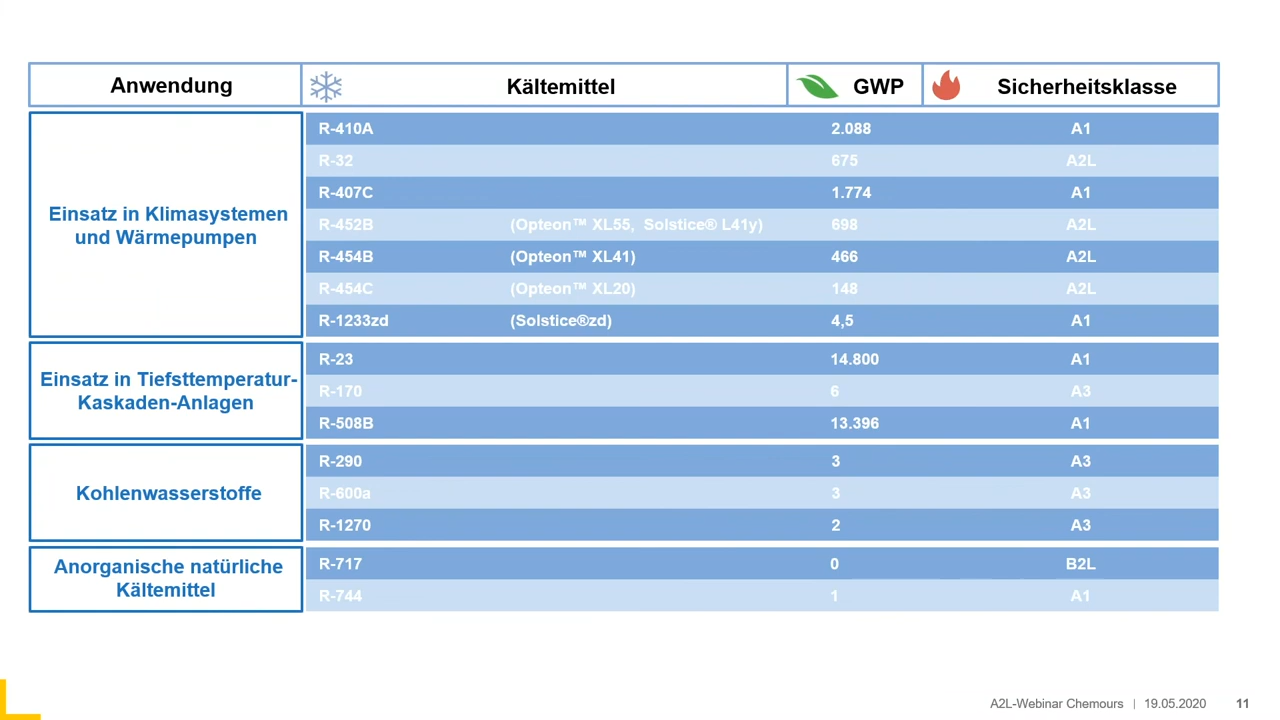 Anwendung Kältemittel GWP Sicherheitsklasse
Einsatz in Klimasystemen
und Wärmepumpen
R-410A 2.088 A1
R-32 675 A2L
R-407C 1.774 A1
R-452B (Opteon™ XL55, Solstice® L41y) 698 A2L
R-454B (Opteon™ XL41) 466 A2L
R-454C (Opteon™ XL20) 148 A2L
R-1233zd (Solstice®zd) 4,5 A1
Einsatz in Tiefsttemperatur-
Kaskaden-Anlagen
R-23 14.800 A1
R-170 6 A3
R-508B 13.396 A1
Kohlenwasserstoffe
R-290 3 A3
R-600a 3 A3
R-1270 2 A3
Anorganische natürliche
Kältemittel
R-717 0 B2L
R-744 1 A1
A2L-Webinar Chemours | 19.05.2020 11